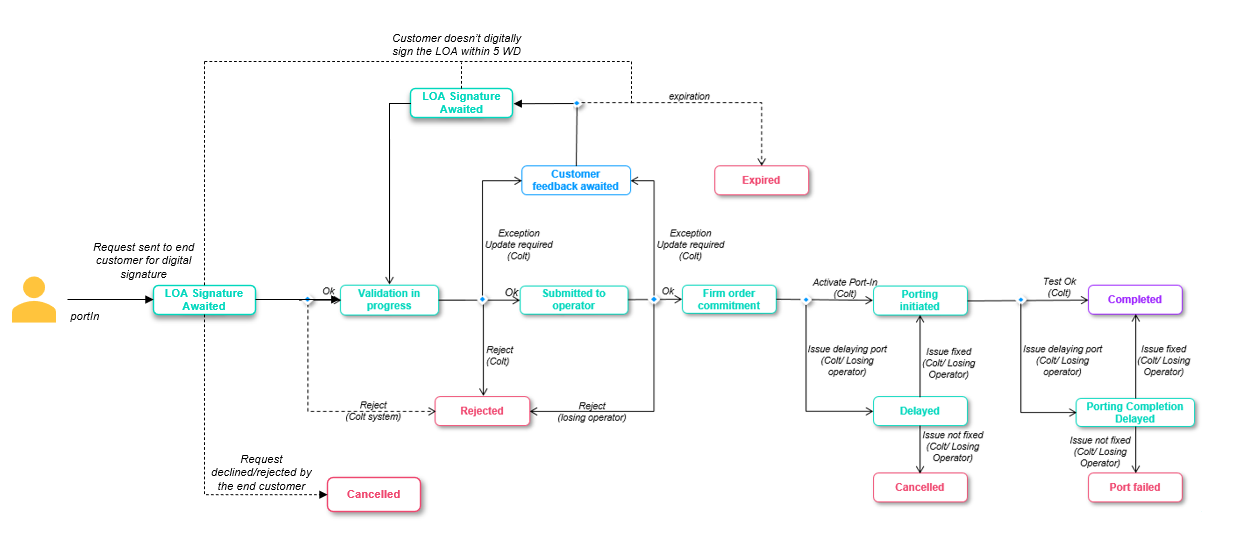 Customer doesn't digitally
sign the LOA within 5 WD
LOA Signature
Awaited
expiration
Customer
feedback awaited
Expired
Request sent to end
customer for digital
signature
Exception
Update required
(Colt)
Exception
Update required
(Colt)
portIn
LOA Signature
Awaited
Ok
Validation in
progress
Ok
Submitted to
operator
Ok
Firm order
commitment
Activate Port-In
(Colt)
Porting
initiated
Test Ok
(Colt)
Completed
Reject
(Colt)
Issue delaying port
(Colt/ Losing
operator)
Issue fixed
(Colt/ Losing
Operator)
Issue delaying port
(Colt/ Losing
operator)
Issue fixed
(Colt/ Losing
Operator)
Reject
(Colt system)
Rejected
Reject
(losing operator)
Delayed
Porting Completion
Delayed
Issue not fixed
(Colt/ Losing
Operator)
Issue not fixed
(Colt/ Losing
Operator)
Request
declined/rejected by
the end customer
Cancelled
Cancelled
Port failed